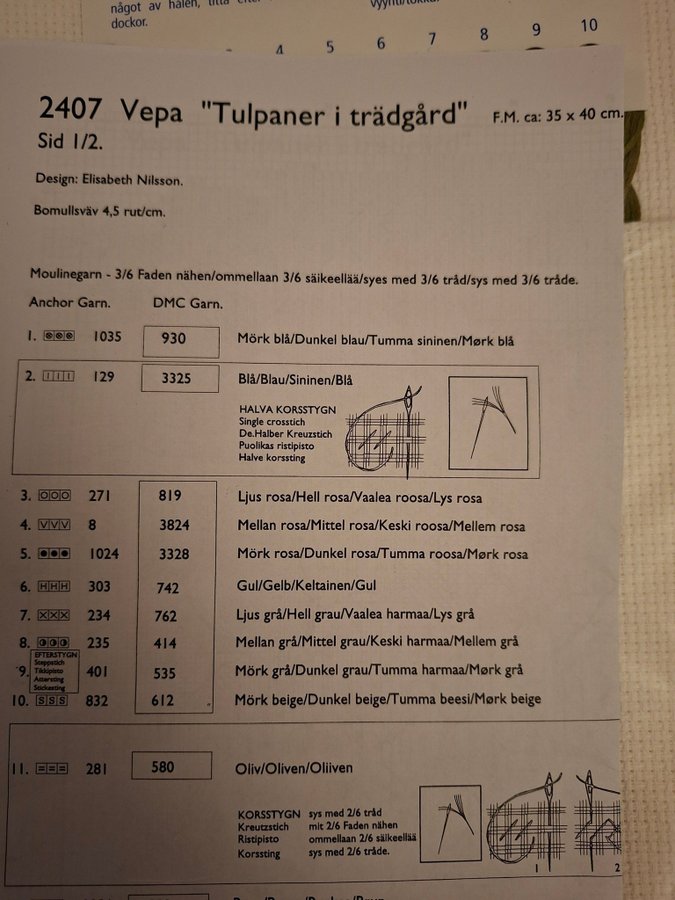 något av hålen,
dockor.
4 5 6 7 8 9 10
2407 Vepa "Tulpaner i trädgård" F.M. ca: 35 x 40 cm.
Sid 1/2.
Design: Elisabeth Nilsson.
Bomullsväv 4,5 rut/cm.
Moulinegarn - 3/6 Faden nähen/ommellaan 3/6 säikeellää/syes med 3/6 tråd/sys med 3/6 tråde.
Anchor Garn. DMC Garn.
1. 1035 930 Mörk blå/Dunkel blau/Tumma sininen/Mørk blå
2. III 129 3325 Blå/Blau/Sininen/Blå
HALVA KORSSTYGN
Single crosstich
De.Halber Kreuzstich
Puolikas ristipisto
Halve korssting
3. OOO 271 819 Ljus rosa/Hell rosa/Vaalea roosa/Lys rosa
4. VVV 8 3824 Mellan rosa/Mittel rosa/Keski roosa/Mellem rosa
5. ●●● 1024 3328 Mörk rosa/Dunkel rosa/Tumma roosa/Mørk rosa
6. HHH 303 742 Gul/Gelb/Keltainen/Gul
7. XXX 234 762 Ljus grå/Hell grau/Vaalea harmaa/Lys grå
8. 235 414 Mellan grå/Mittel grau/Keski harmaa/Mellem grå
EFTERSTYGN
Steppstich
Tikkipisto
Attersting
Stickesting
9. 401 535 Mörk grå/Dunkel grau/Tumma harmaa/Mørk grå
10. SSS 832 612 Mörk beige/Dunkel beige/Tumma beesi/Mørk beige
11. === 281 580 Oliv/Oliven/Oliiven
KORSSTYGN sys med 2/6 tråd
Kreutzstich mit 2/6 Faden nähen
Ristipisto ommellaan 2/6 säikeellää
Korssting sys med 2/6 tråde.
1 2